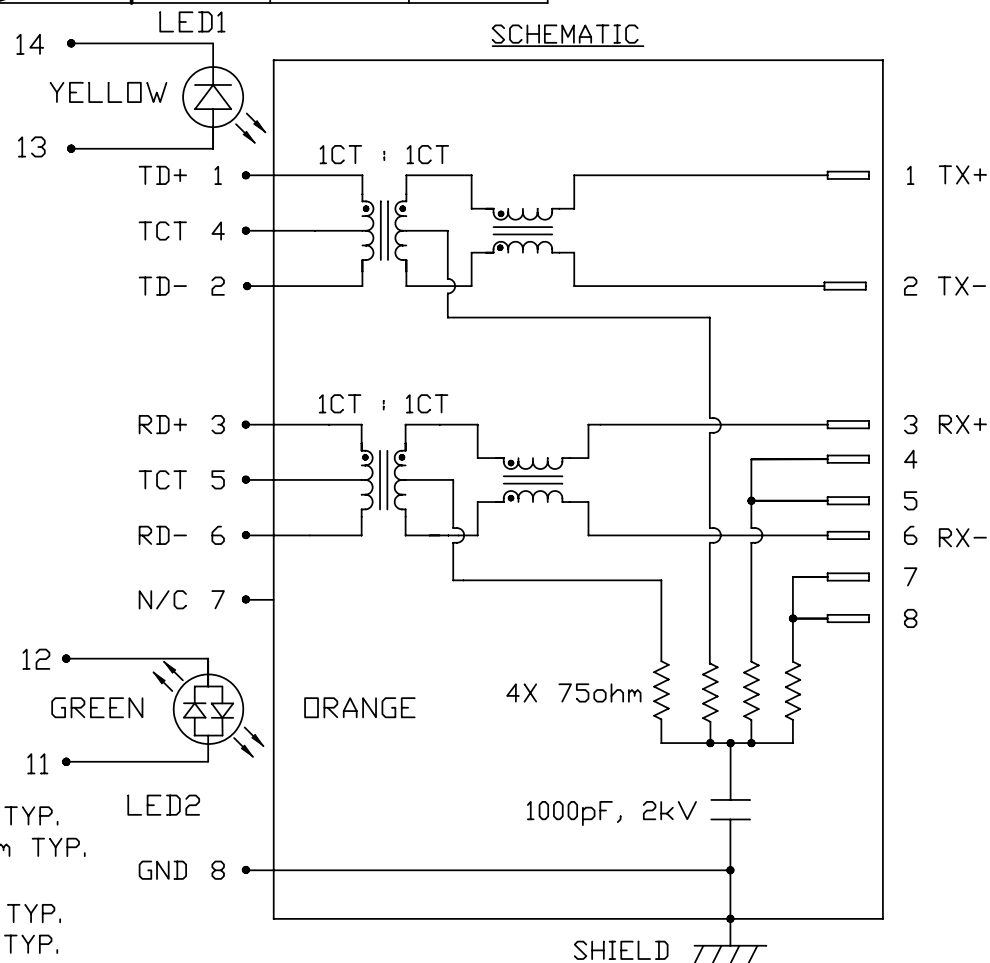 LED1
SCHEMATIC
14
YELLOW
13
1CT : 1CT
TD+ 1
1 TX+
TCT 4
TD- 2
2 TX-
1CT : 1CT
RD+ 3
3 RX+
4
TCT 5
5
RD- 6
6 RX-
7
N/C 7
8
12
GREEN
ORANGE
4X 75ohm
11
LED2
TYP.
1000pF, 2kV
TYP.
GND 8
TYP.
TYP.
SHIELD